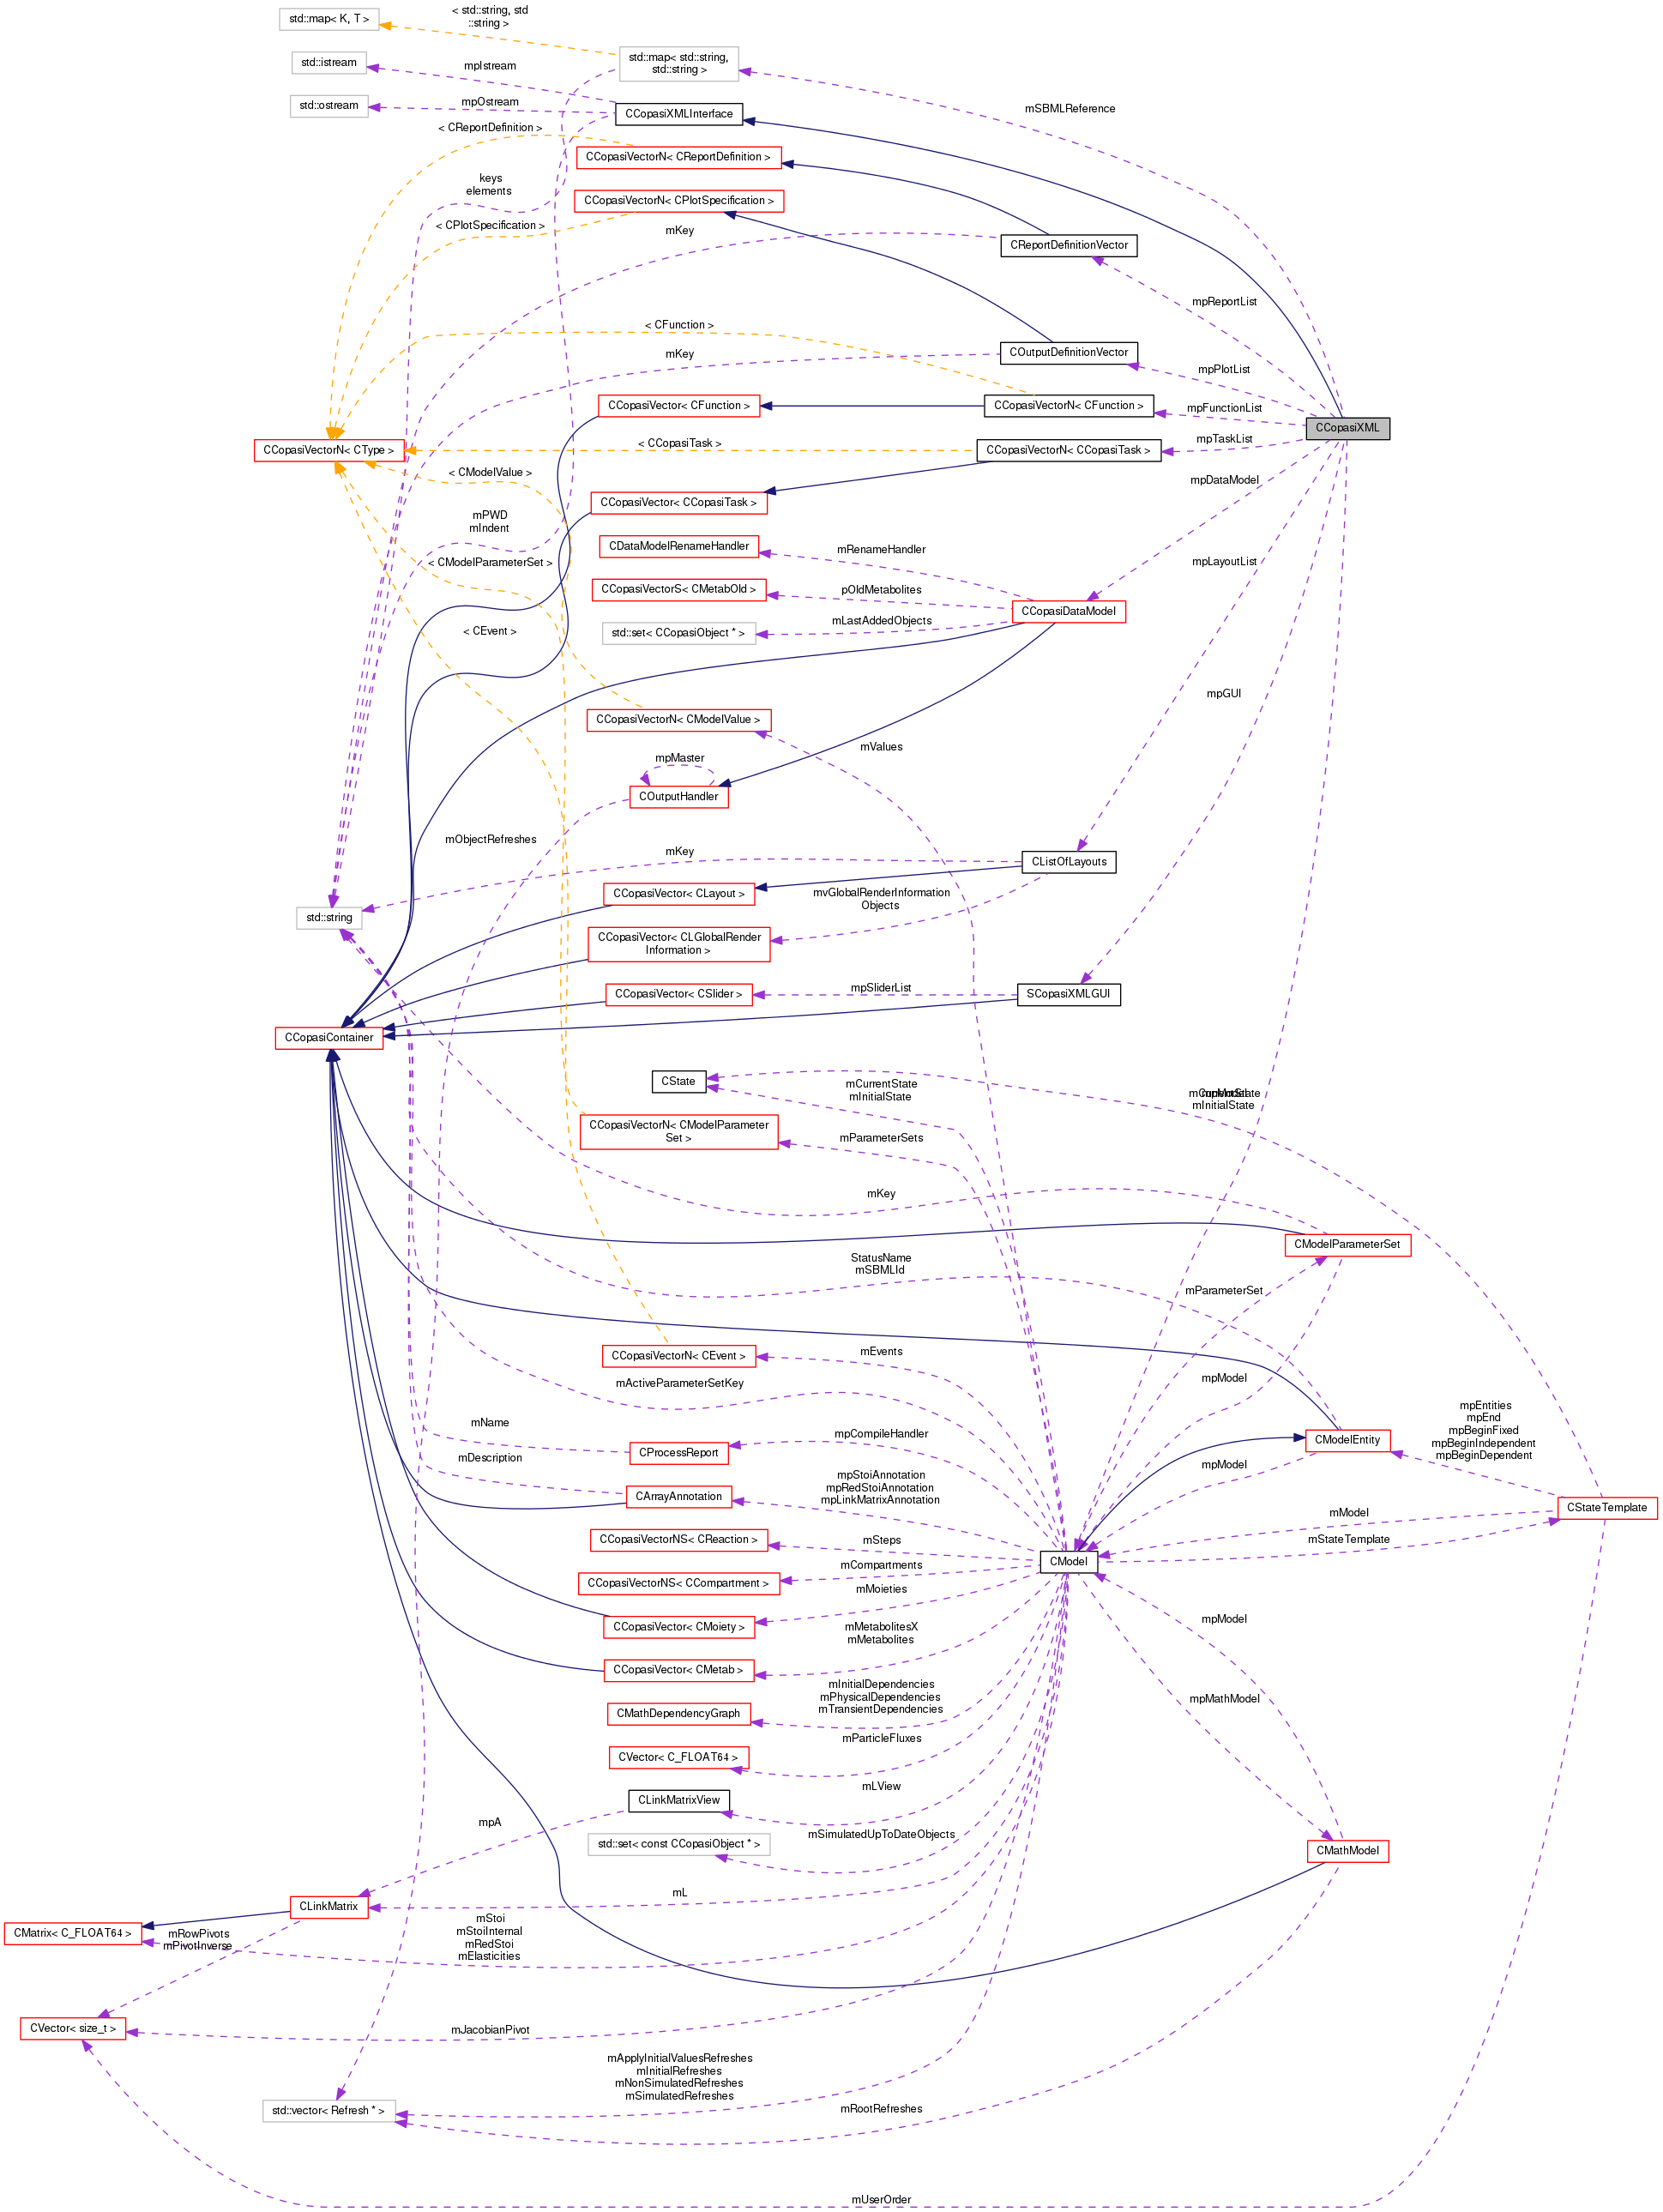 std::map< K, T >
< std::string, std
::string >
std::istream
mpIstream
std::map< std::string,
std::string >
std::ostream
mpOstream
CCopasiXMLInterface
mSBMLReference
< CReportDefinition >
CCopasiVectorN< CReportDefinition >
keys
elements
CCopasiVectorN< CPlotSpecification >
< CPlotSpecification >
mKey
CReportDefinitionVector
mpReportList
< CFunction >
mKey
COutputDefinitionVector
mpPlotList
CCopasiVector< CFunction >
CCopasiVectorN< CFunction >
mpFunctionList
CCopasiXML
CCopasiVectorN< CType >
< CCopasiTask >
CCopasiVectorN< CCopasiTask >
mpTaskList
< CModelValue >
CCopasiVector< CCopasiTask >
mpDataModel
mPWD
mIndent
CDataModelRenameHandler
mRenameHandler
< CModelParameterSet >
mpLayoutList
CCopasiVectorS< CMetabOld >
pOldMetabolites
CCopasiDataModel
std::set< CCopasiObject * >
mLastAddedObjects
< CEvent >
mpGUI
CCopasiVectorN< CModelValue >
mValues
mpMaster
COutputHandler
mObjectRefreshes
mKey
CListOfLayouts
CCopasiVector< CLayout >
mvGlobalRenderInformation
Objects
std::string
CCopasiVector< CLGlobalRender
Information >
CCopasiVector< CSlider >
mpSliderList
SCopasiXMLGUI
CCopasiContainer
CState
mCurrentState
mInitialState
mCurrentState
mInitialState
mpModel
CCopasiVectorN< CModelParameter
Set >
mParameterSets
mKey
CModelParameterSet
StatusName
mSBMLId
mParameterSet
CCopasiVectorN< CEvent >
mEvents
mpModel
mActiveParameterSetKey
mName
CProcessReport
mpCompileHandler
CModelEntity
mpEntities
mpEnd
mpBeginFixed
mpBeginIndependent
mpBeginDependent
mDescription
mpModel
CArrayAnnotation
mpStoiAnnotation
mpRedStoiAnnotation
mpLinkMatrixAnnotation
CStateTemplate
mModel
CCopasiVectorNS< CReaction >
mSteps
mStateTemplate
CModel
CCopasiVectorNS< CCompartment >
mCompartments
mMoieties
CCopasiVector< CMoiety >
mpModel
mMetabolitesX
mMetabolites
CCopasiVector< CMetab >
mInitialDependencies
mPhysicalDependencies
mTransientDependencies
mpMathModel
CMathDependencyGraph
mParticleFluxes
CVector< C_FLOAT64 >
mLView
CLinkMatrixView
mpA
mSimulatedUpToDateObjects
std::set< const CCopasiObject * >
CMathModel
mL
CLinkMatrix
CMatrix< C_FLOAT64 >
mRowPivots
mPivotInverse
mStoi
mStoiInternal
mRedStoi
mElasticities
CVector< size_t >
mJacobianPivot
mApplyInitialValuesRefreshes
mInitialRefreshes
mNonSimulatedRefreshes
mSimulatedRefreshes
std::vector< Refresh * >
mRootRefreshes
mUserOrder